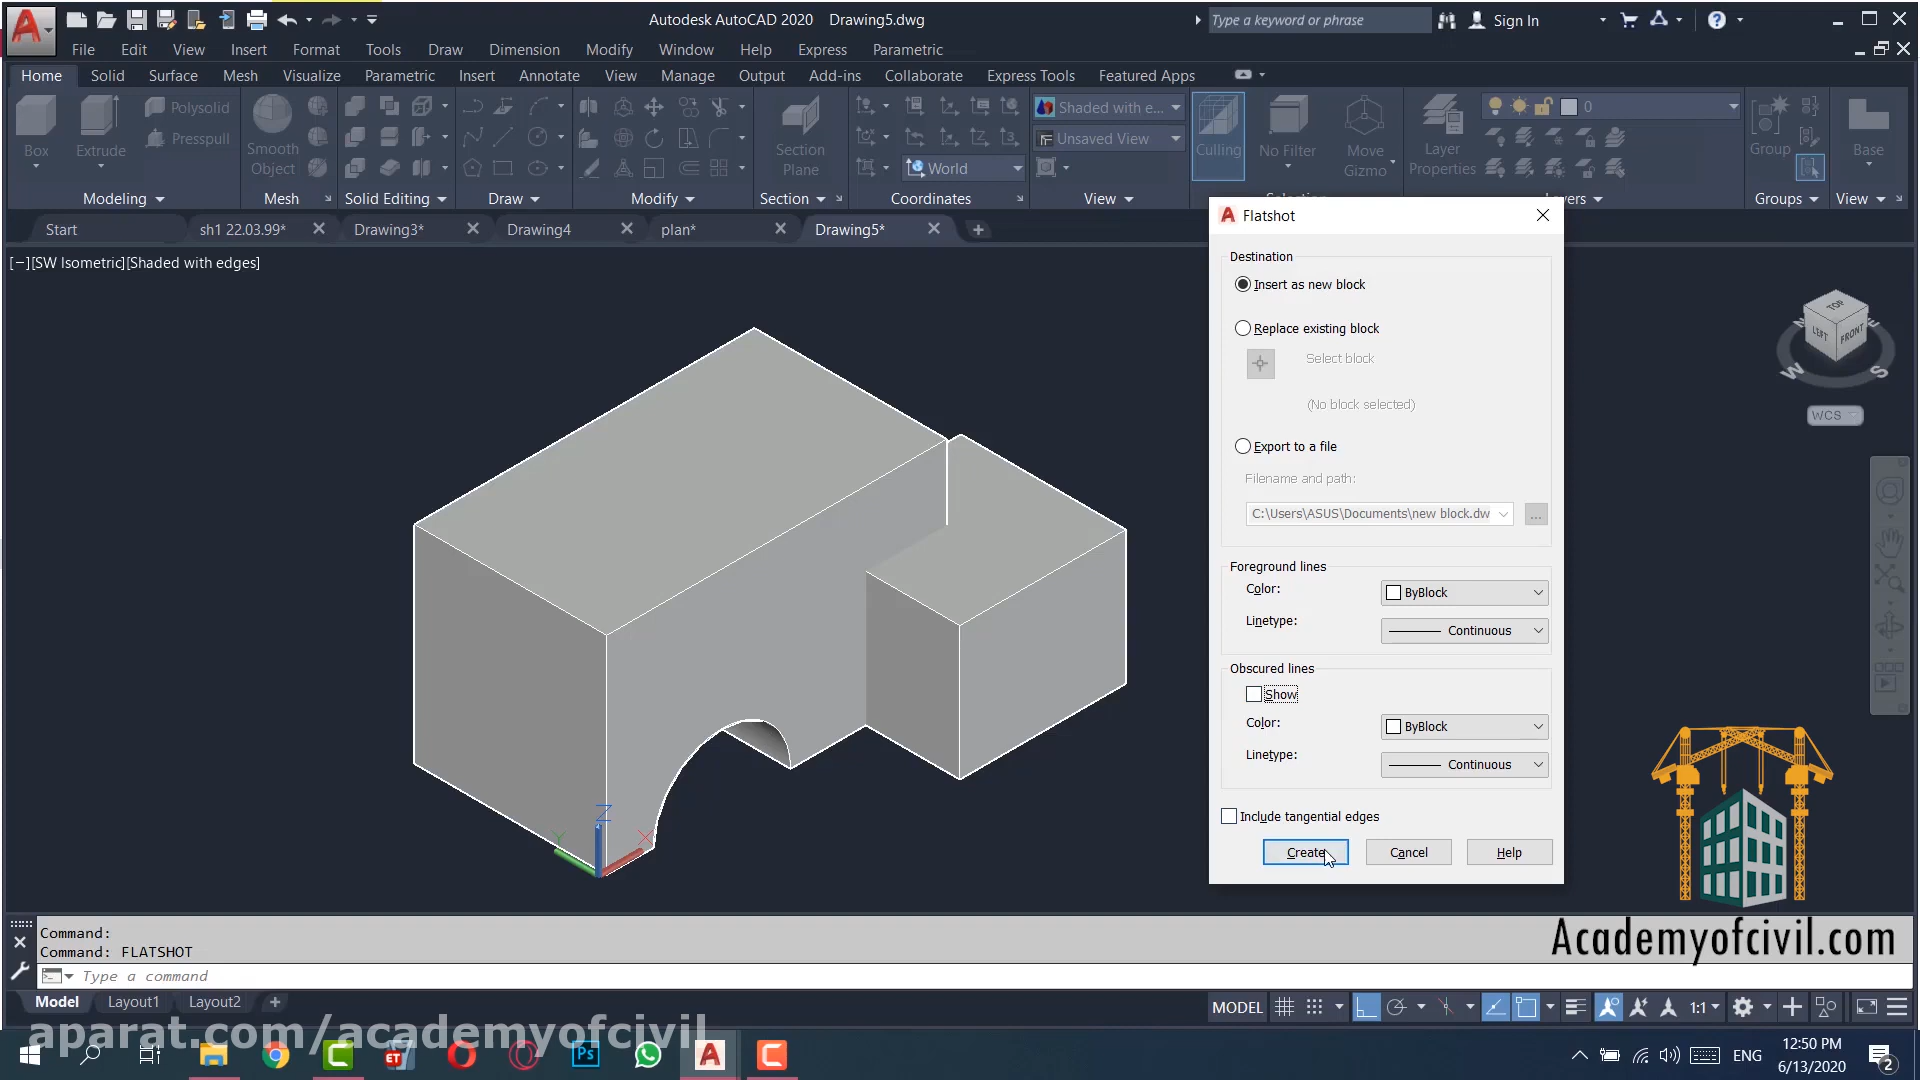 Autodesk AutoCAD 2020 Drawing5.dwg
Type a keyword or phrase
Sign In
File Edit View Insert Format Tools Draw Dimension Modify Window Help Express Parametric
Home Solid Surface Mesh Visualize Parametric Insert Annotate View Manage Output Add-ins Collaborate Express Tools Featured Apps
Box
Extrude
Polysolid
Presspull
Smooth
Object
Section
Plane
Shaded with e...
Unsaved View
World
Culling
No Filter
Move
Gizmo
Layer
Properties
0
Group
Base
Modeling Mesh Solid Editing Draw Modify Section Coordinates View Groups View
Start sh1 22.03.99* Drawing3* Drawing4 plan* Drawing5*
[−][SW Isometric][Shaded with edges]
Flatshot
Destination
Insert as new block
Replace existing block
Select block
(No block selected)
Export to a file
Filename and path:
C:\Users\ASUS\Documents\new block.dw
...
Foreground lines
Color: ByBlock
Linetype: Continuous
Obscured lines
Show
Color: ByBlock
Linetype: Continuous
Include tangential edges
Create Cancel Help
TOP
LEFT FRONT
W S
WCS
Z
Y X
Academyofcivil.com
Command:
Command: FLATSHOT
Type a command
Model Layout1 Layout2
MODEL 1:1
aparat.com/academyofcivil
ET
Ps
ENG
12:50 PM
6/13/2020
2